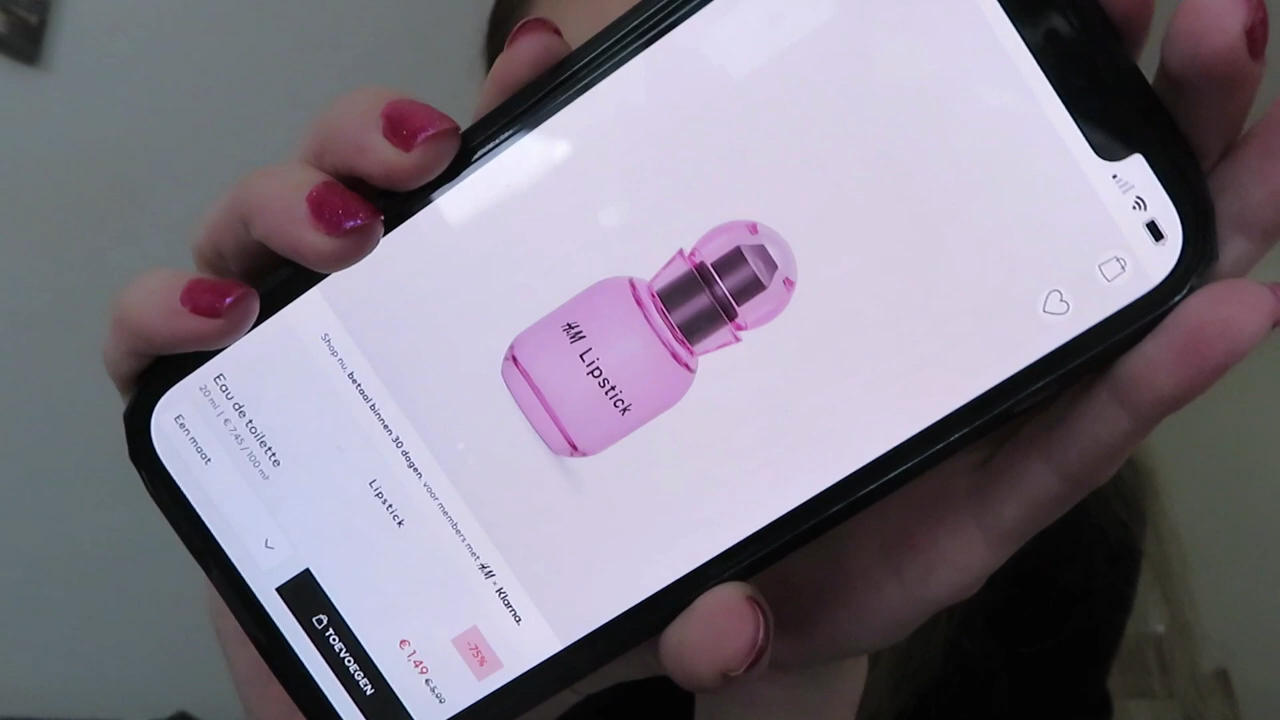 H&M Lipstick
Shop nu, betaal binnen 30 dagen, voor members met H&M × Klarna.
-75%
Lipstick
€ 1,49 €5,99
Eau de toilette
20 ml | € 7,45 / 100 ml
Een maat
TOEVOEGEN